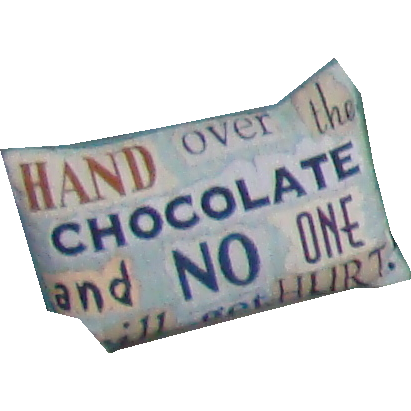 HAND over the
CHOCOLATE
and NO ONE
will get HURT.